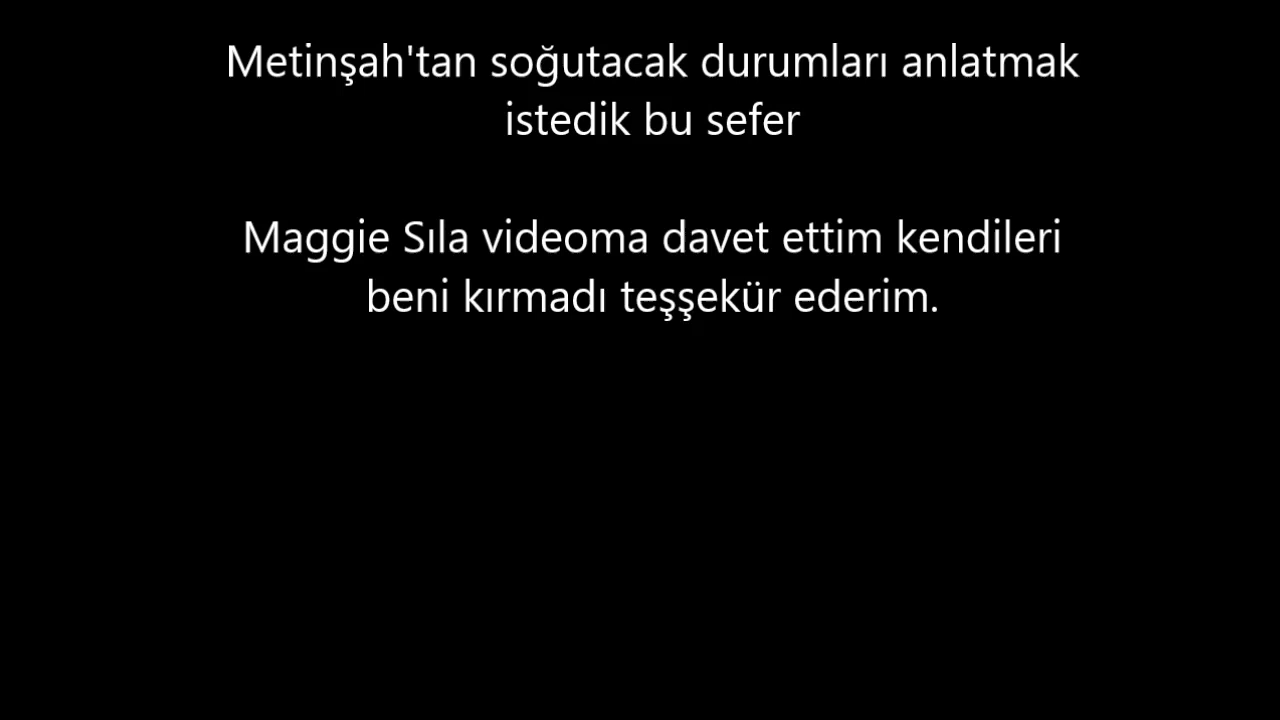 Metinşah'tan soğutacak durumları anlatmak
istedik bu sefer
Maggie Sıla videoma davet ettim kendileri
beni kırmadı teşşekür ederim.